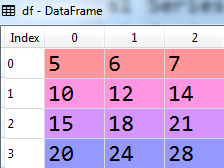 df - DataFrame
Index 0 1 2
0 5 6 7
1 10 12 14
2 15 18 21
3 20 24 28